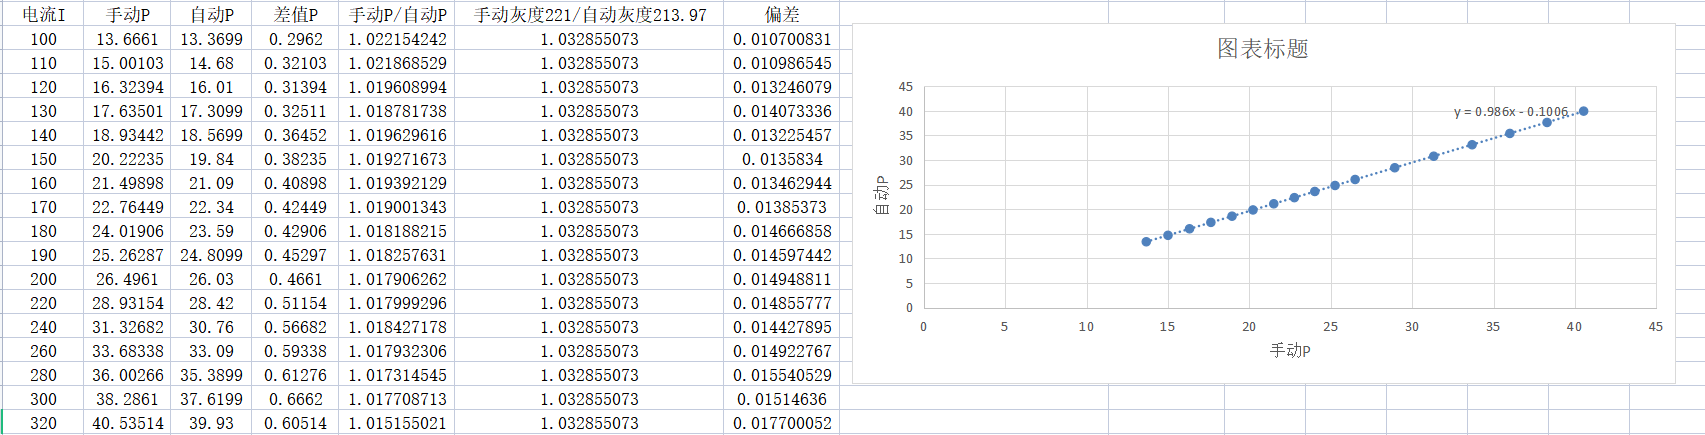 电流I 手动P 自动P 差值P 手动P/自动P 手动灰度221/自动灰度213.97 偏差
100 13.6661 13.3699 0.2962 1.022154242 1.032855073 0.010700831
110 15.00103 14.68 0.32103 1.021868529 1.032855073 0.010986545
120 16.32394 16.01 0.31394 1.019608994 1.032855073 0.013246079
130 17.63501 17.3099 0.32511 1.018781738 1.032855073 0.014073336
140 18.93442 18.5699 0.36452 1.019629616 1.032855073 0.013225457
150 20.22235 19.84 0.38235 1.019271673 1.032855073 0.0135834
160 21.49898 21.09 0.40898 1.019392129 1.032855073 0.013462944
170 22.76449 22.34 0.42449 1.019001343 1.032855073 0.01385373
180 24.01906 23.59 0.42906 1.018188215 1.032855073 0.014666858
190 25.26287 24.8099 0.45297 1.018257631 1.032855073 0.014597442
200 26.4961 26.03 0.4661 1.017906262 1.032855073 0.014948811
220 28.93154 28.42 0.51154 1.017999296 1.032855073 0.014855777
240 31.32682 30.76 0.56682 1.018427178 1.032855073 0.014427895
260 33.68338 33.09 0.59338 1.017932306 1.032855073 0.014922767
280 36.00266 35.3899 0.61276 1.017314545 1.032855073 0.015540529
300 38.2861 37.6199 0.6662 1.017708713 1.032855073 0.01514636
320 40.53514 39.93 0.60514 1.015155021 1.032855073 0.017700052
图表标题
y = 0.986x - 0.1006
45
40
35
30
25
20
15
10
5
0
自动P
0 5 10 15 20 25 30 35 40 45
手动P